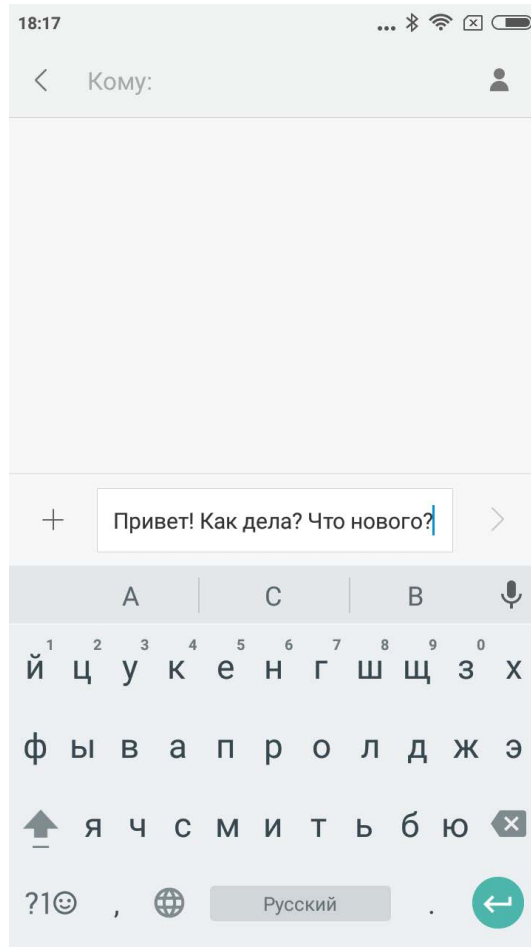 18:17 ...
Кому:
Привет! Как дела? Что нового?
А С В
1 2 3 4 5 6 7 8 9 0
й ц у к е н г ш щ з х
ф ы в а п р о л д ж э
я ч с м и т ь б ю
?1☺ , Русский .